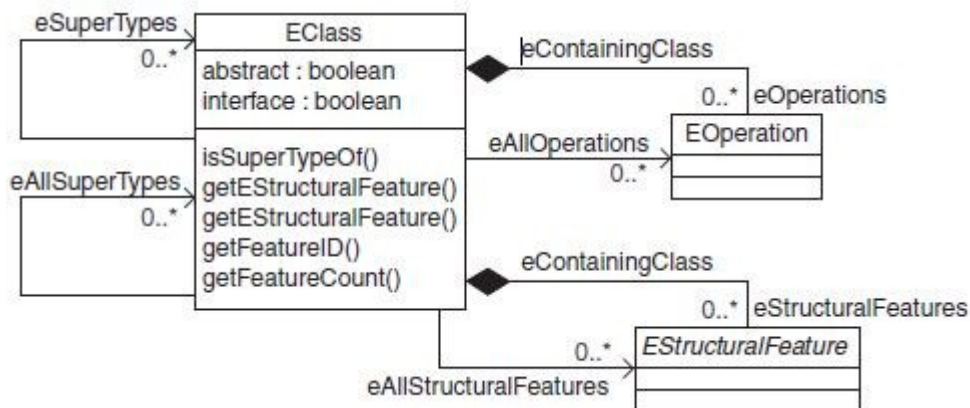 eSuperTypes
0..*
EClass
abstract : boolean
interface : boolean
isSuperTypeOf()
getEStructuralFeature()
getEStructuralFeature()
getFeatureID()
getFeatureCount()
eAllSuperTypes
0..*
eContainingClass
0..* eOperations
EOperation
eAllOperations
0..*
eContainingClass
0..* eStructuralFeatures
EStructuralFeature
0..*
eAllStructuralFeatures